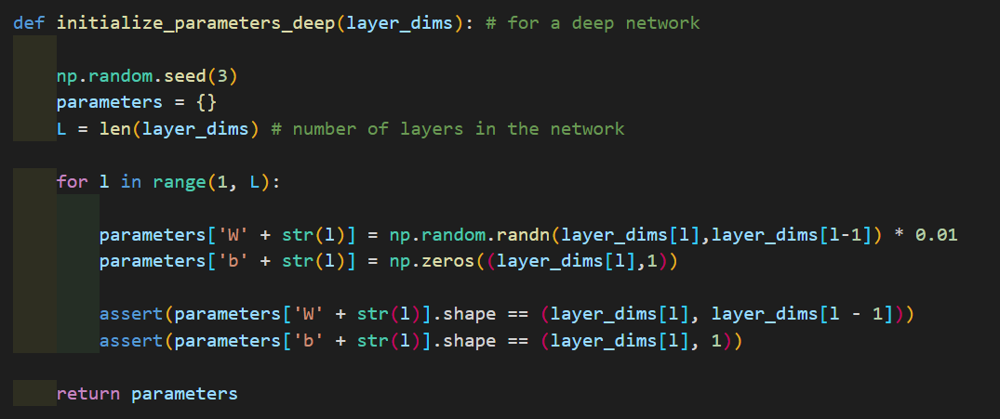 def initialize_parameters_deep(layer_dims): # for a deep network
np.random.seed(3)
parameters = {}
L = len(layer_dims) # number of layers in the network
for l in range(1, L):
parameters['W' + str(l)] = np.random.randn(layer_dims[l],layer_dims[l-1]) * 0.01
parameters['b' + str(l)] = np.zeros((layer_dims[l],1))
assert(parameters['W' + str(l)].shape == (layer_dims[l], layer_dims[l - 1]))
assert(parameters['b' + str(l)].shape == (layer_dims[l], 1))
return parameters